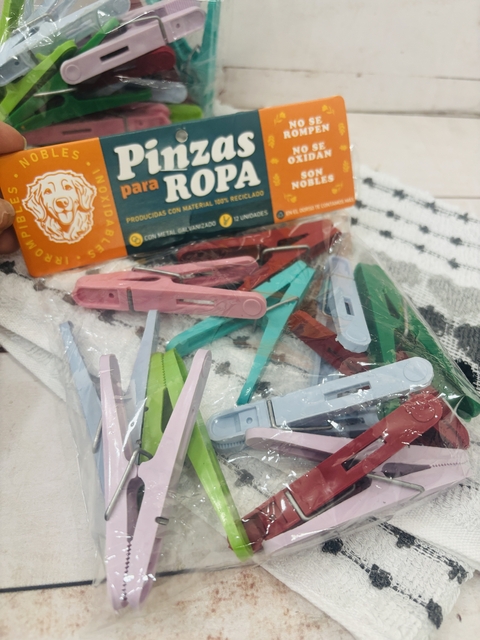 NOBLES
IRROMPIBLES
INOXIDABLES
Pinzas
para ROPA
PRODUCIDAS CON MATERIAL 100% RECICLADO
CON METAL GALVANIZADO
12 UNIDADES
NO SE
ROMPEN
NO SE
OXIDAN
SON
NOBLES